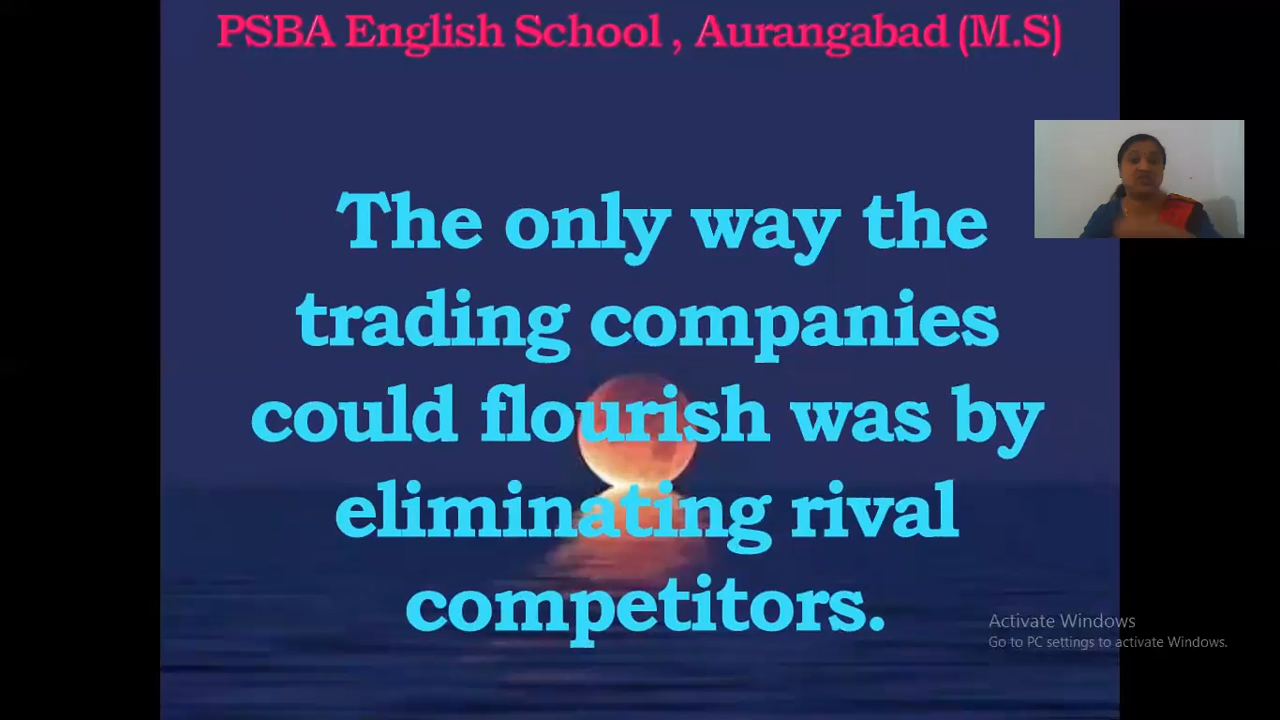 PSBA English School , Aurangabad (M.S)
The only way the
trading companies
could flourish was by
eliminating rival
competitors.
Activate Windows
Go to PC settings to activate Windows.